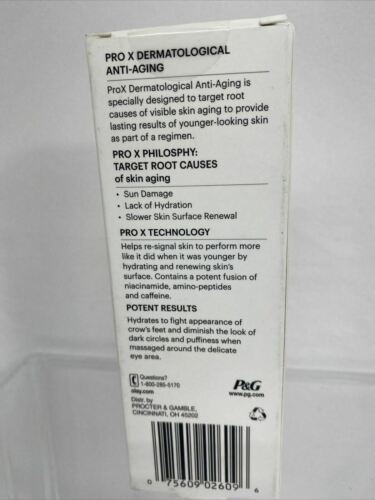 PRO X DERMATOLOGICAL
ANTI-AGING
ProX Dermatological Anti-Aging is
specially designed to target root
causes of visible skin aging to provide
lasting results of younger-looking skin
as part of a regimen.
PRO X PHILOSPHY:
TARGET ROOT CAUSES
of skin aging
• Sun Damage
• Lack of Hydration
• Slower Skin Surface Renewal
PRO X TECHNOLOGY
Helps re-signal skin to perform more
like it did when it was younger by
hydrating and renewing skin's
surface. Contains a potent fusion of
niacinamide, amino-peptides
and caffeine.
POTENT RESULTS
Hydrates to fight appearance of
crow's feet and diminish the look of
dark circles and puffiness when
massaged around the delicate
eye area.
Questions?
1-800-285-5170
olay.com
Distr. by
PROCTER & GAMBLE,
CINCINNATI, OH 45202
P&G
www.pg.com
0 75609 02609 6